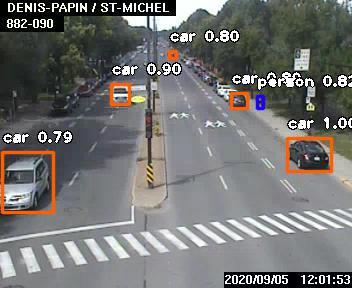 DENIS-PAPIN / ST-MICHEL
882-090
car 0.80
car 0.90
person 0.82
car 0.79
car 1.00
2020/09/05 12:01:53